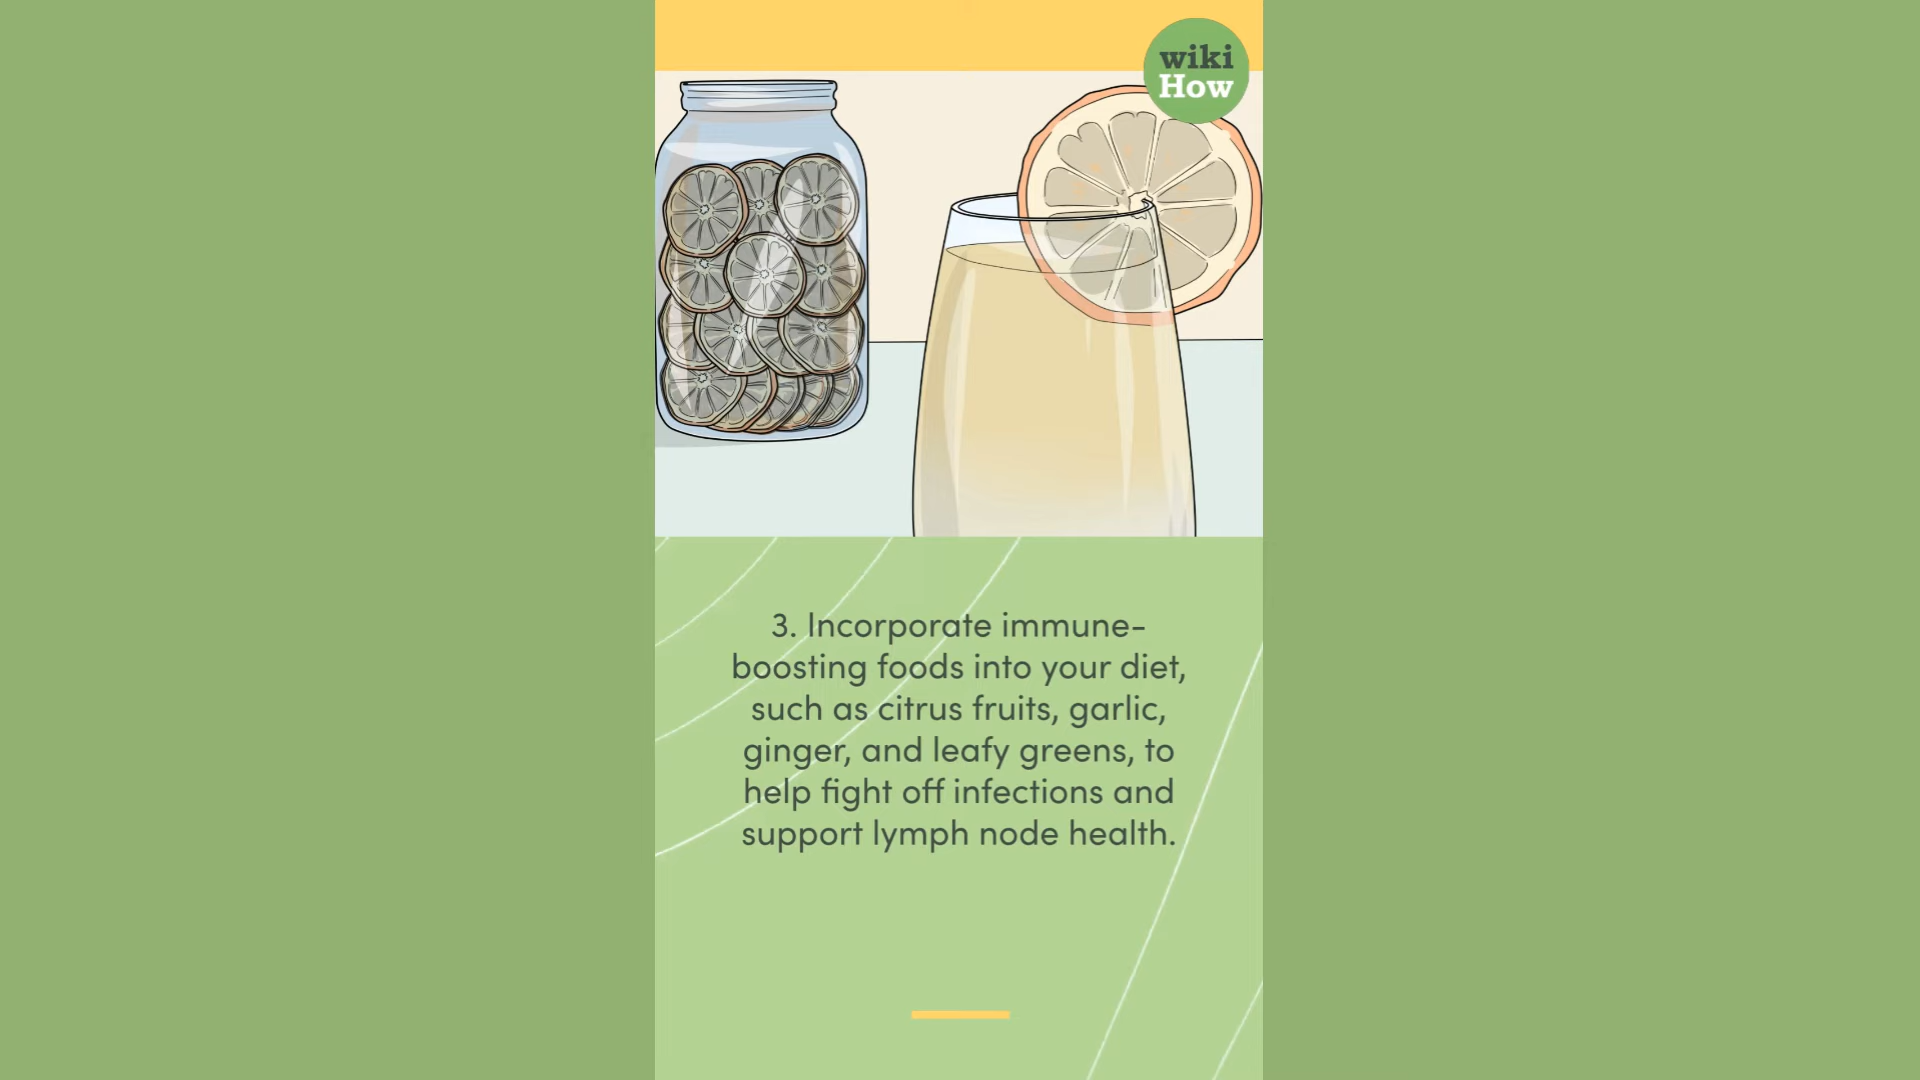 wiki
How
3. Incorporate immune-
boosting foods into your diet,
such as citrus fruits, garlic,
ginger, and leafy greens, to
help fight off infections and
support lymph node health.